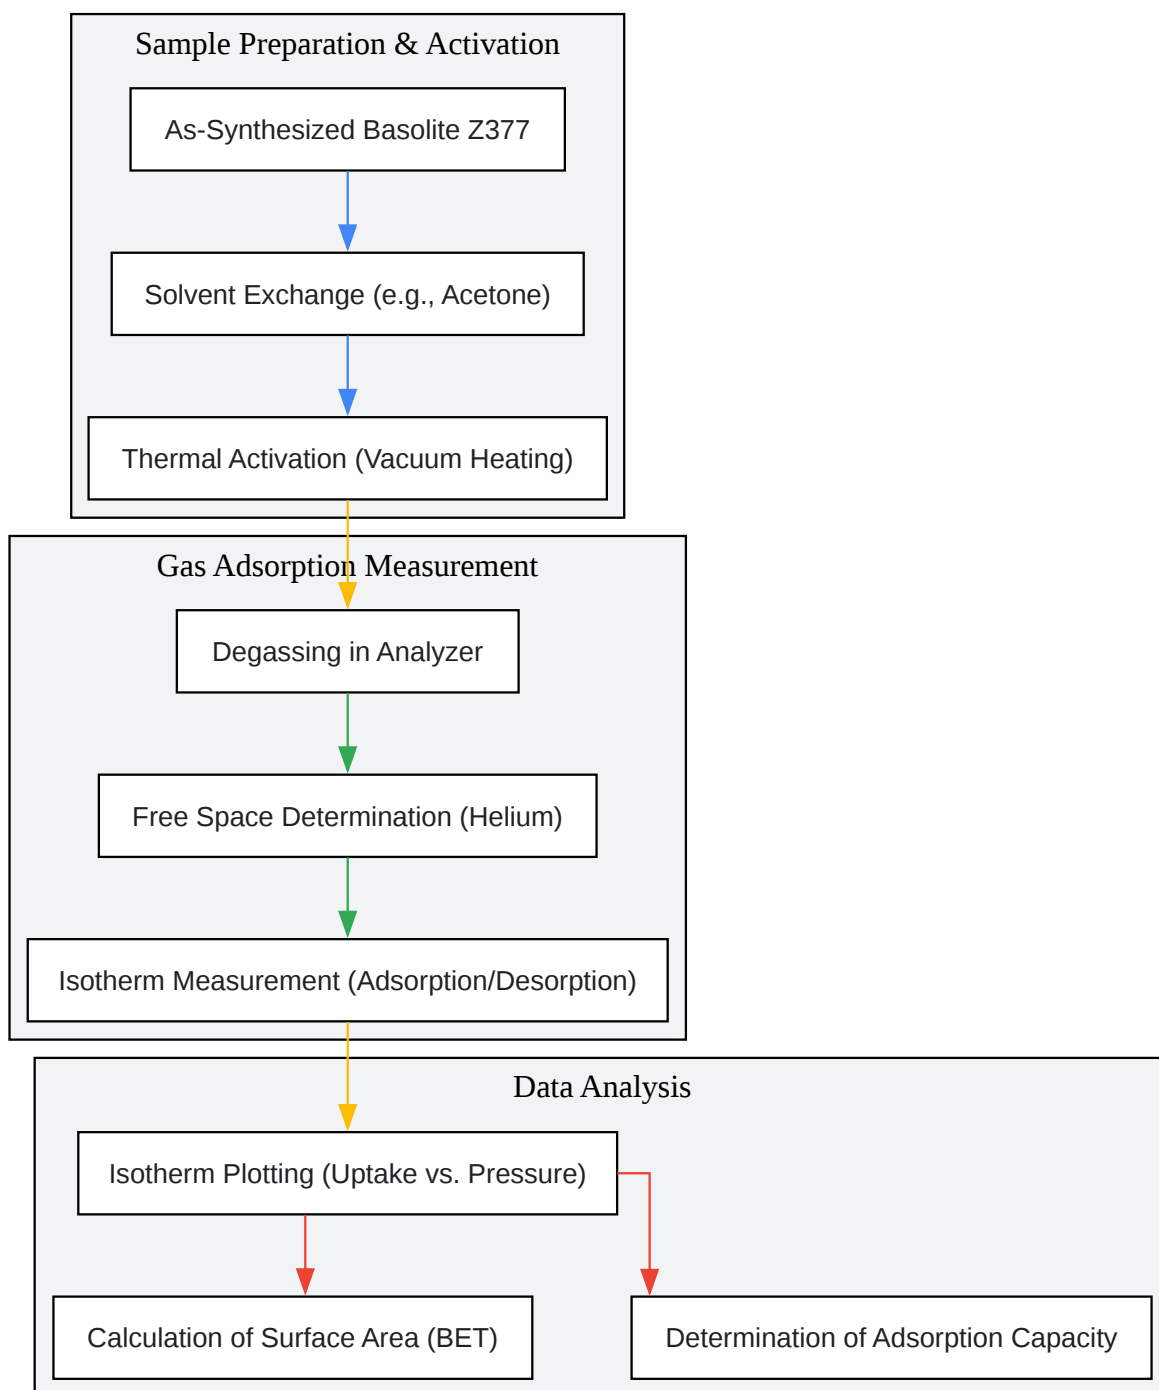 Sample Preparation & Activation
As-Synthesized Basolite Z377
Solvent Exchange (e.g., Acetone)
Thermal Activation (Vacuum Heating)
Gas Adsorption Measurement
Degassing in Analyzer
Free Space Determination (Helium)
Isotherm Measurement (Adsorption/Desorption)
Data Analysis
Isotherm Plotting (Uptake vs. Pressure)
Calculation of Surface Area (BET)
Determination of Adsorption Capacity